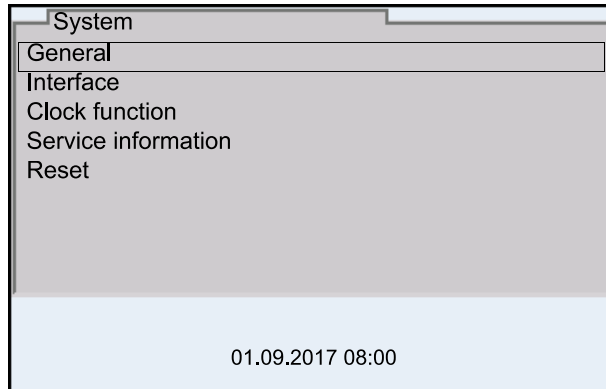 System
General
Interface
Clock function
Service information
Reset
01.09.2017 08:00